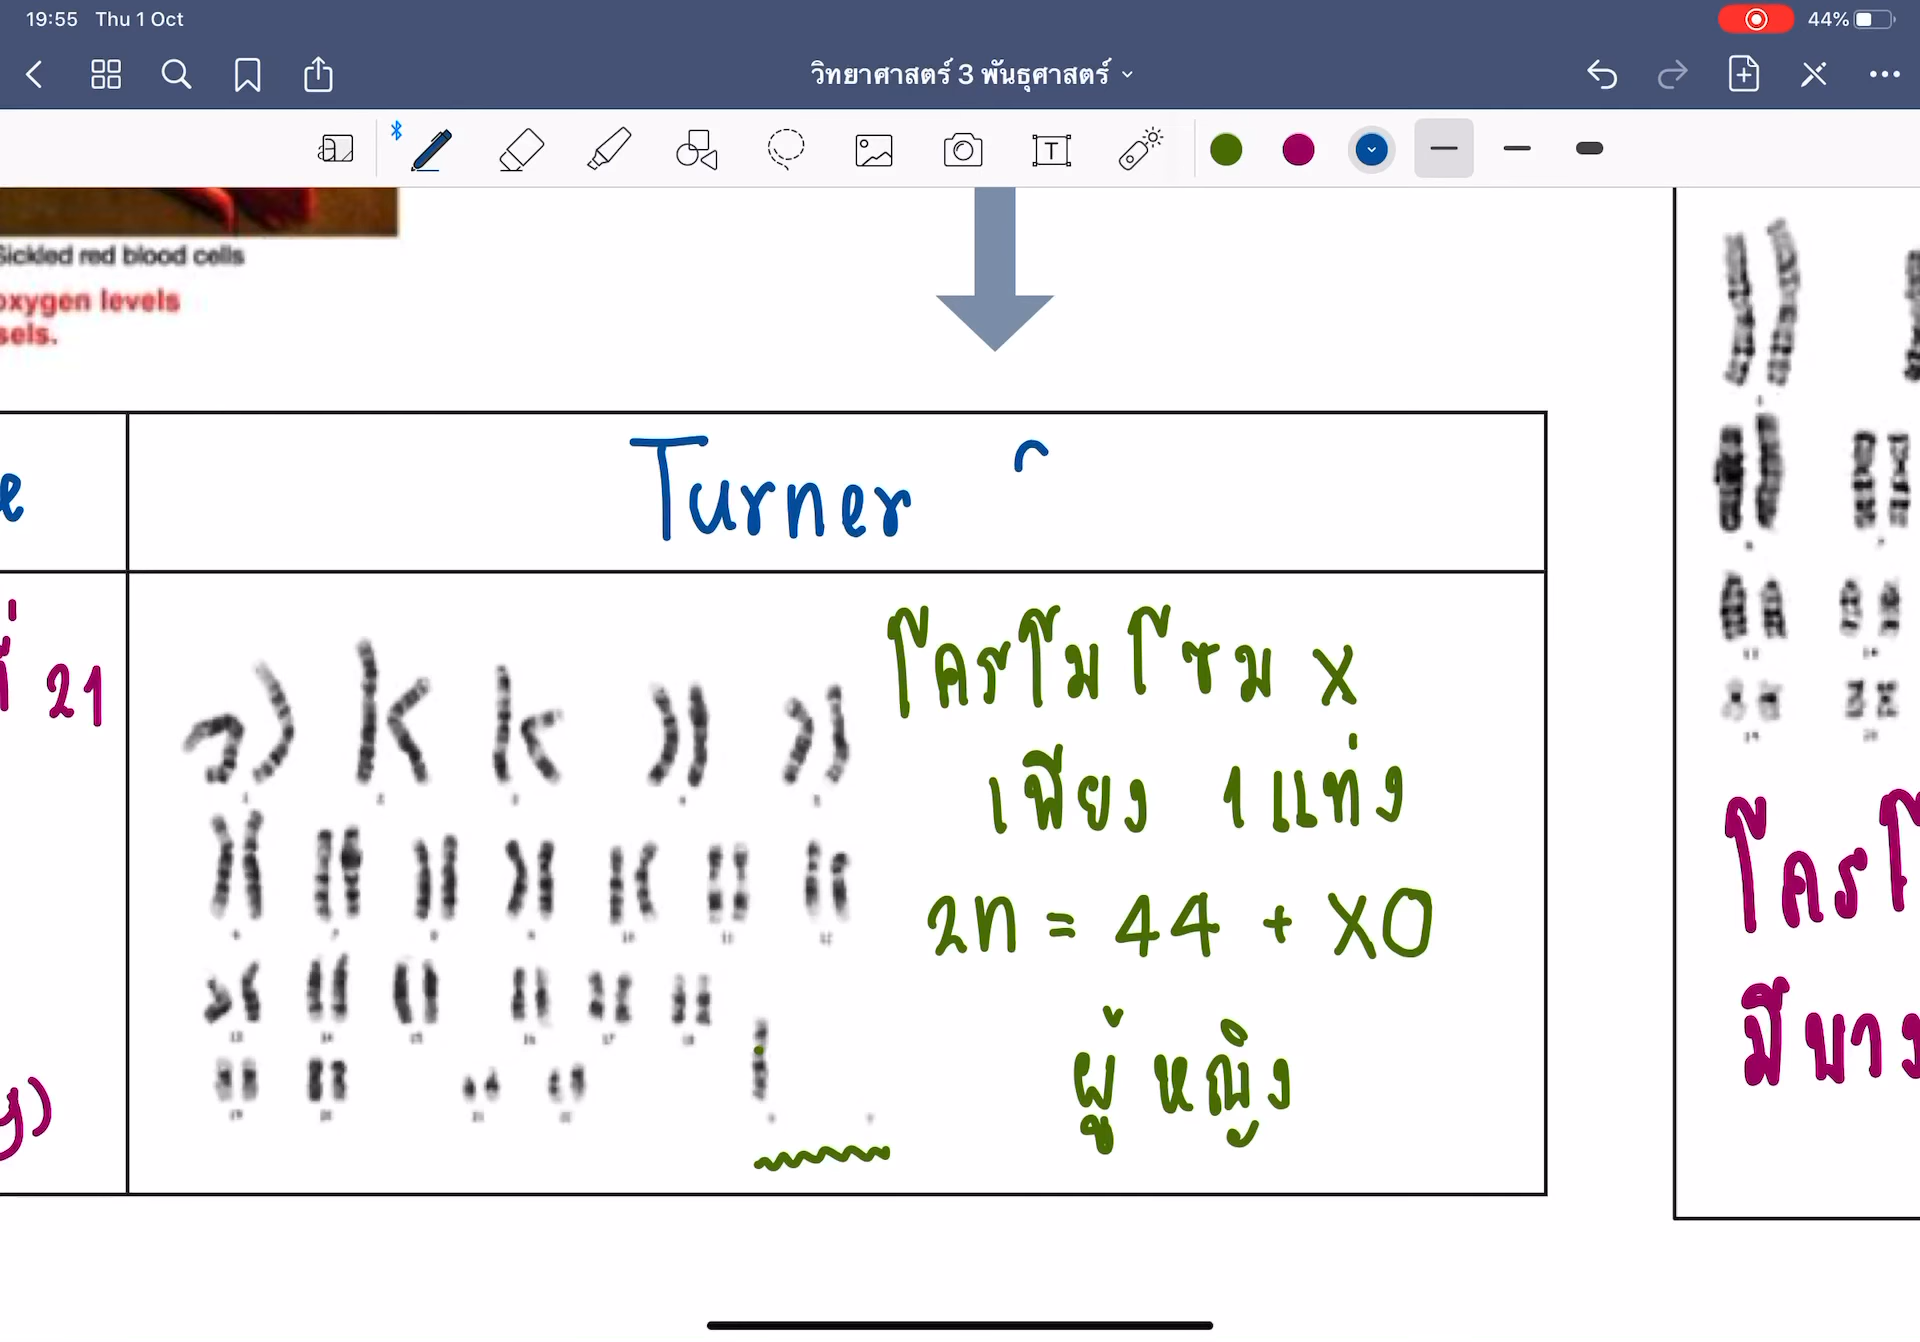 19:55 Thu 1 Oct
44%
วิทยาศาสตร์ 3 พันธุศาสตร์
Sickled red blood cells
oxygen levels
sels.
e
Turner
21
y)
โครโมโซม x
เพียง 1 แท่ง
2n = 44 + XO
ผู้หญิง
โคร
มีบาง